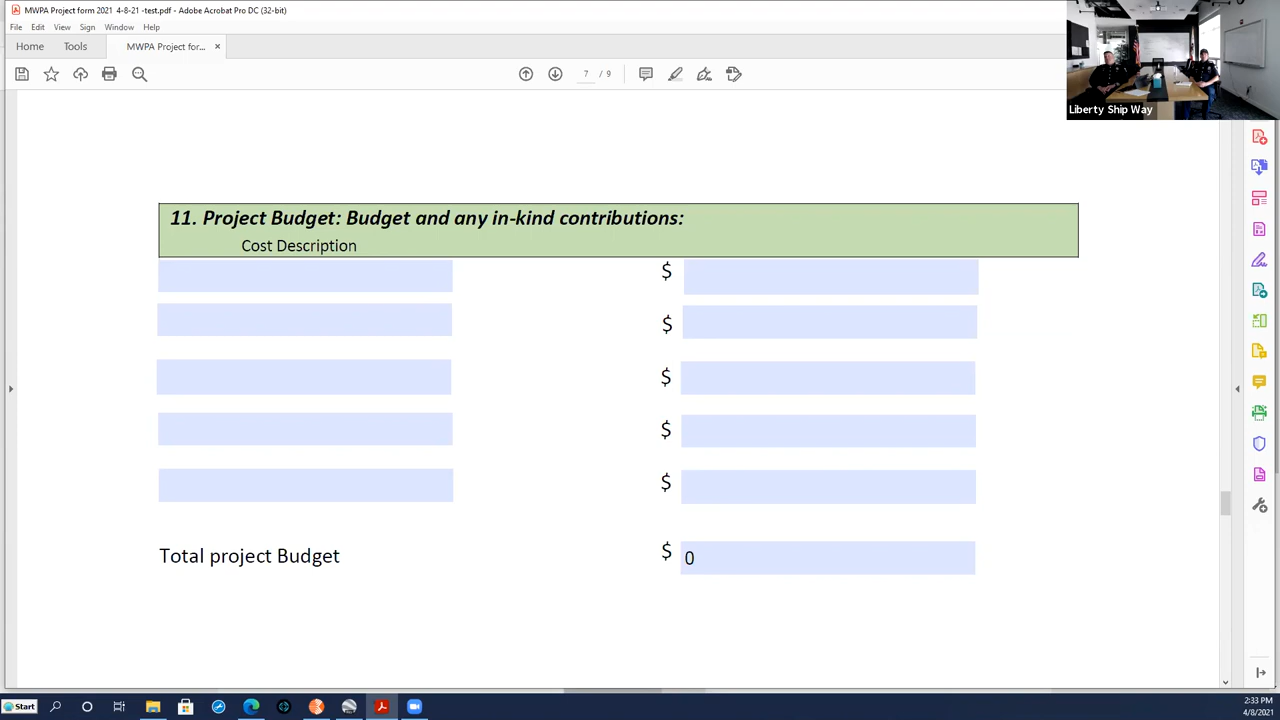 MWPA Project form 2021 4-8-21 -test.pdf - Adobe Acrobat Pro DC (32-bit)
File Edit View Sign Window Help
Home Tools MWPA Project for... ×
7 / 9
Liberty Ship Way
11. Project Budget: Budget and any in-kind contributions:
Cost Description
$
$
$
$
$
Total project Budget $ 0
Start
2:33 PM
4/8/2021